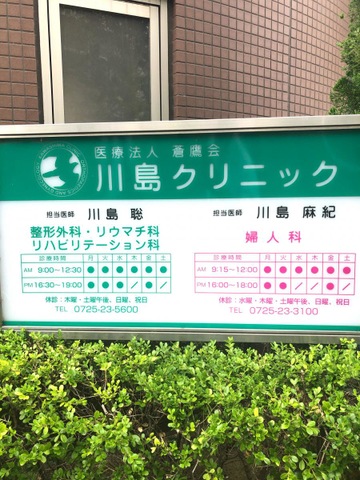 医療法人 蒼鷹会
川島クリニック
担当医師 川島 聡
整形外科・リウマチ科
リハビリテーション科
診療時間 月 火 水 木 金 土
AM 9:00〜12:30 ● ● ● ● ● ●
PM 16:30〜19:00 ● ● ● / ● /
休診:木曜・土曜午後、日曜、祝日
TEL 0725-23-5600
担当医師 川島 麻紀
婦人科
診療時間 月 火 水 木 金 土
AM 9:15〜12:00 ● ● ● ● ● ●
PM 16:00〜18:00 ● ● / / ● /
休診:水曜・木曜・土曜午後、日曜、祝日
TEL 0725-23-3100